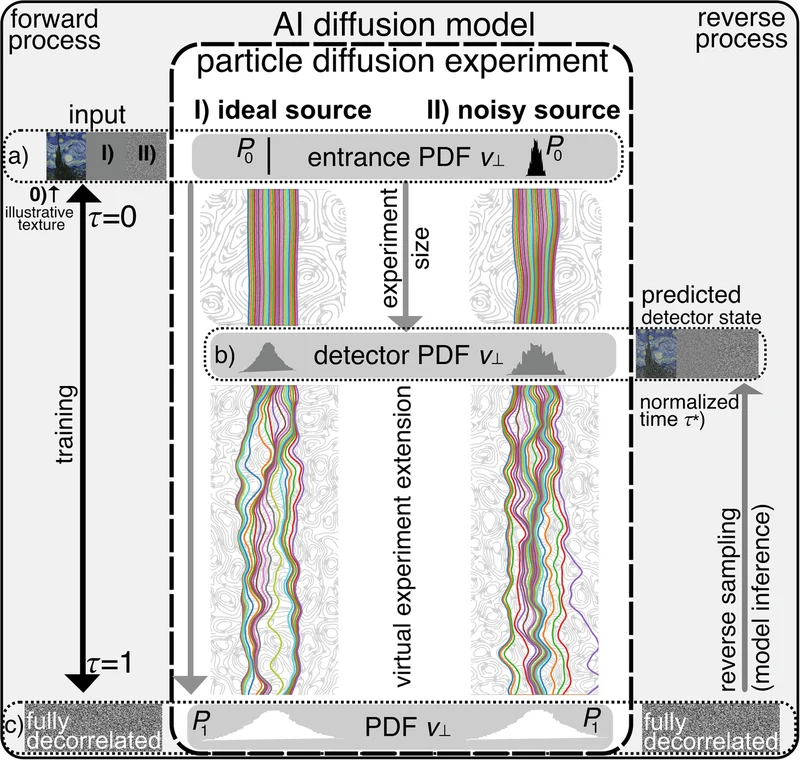 forward
process
AI diffusion model
reverse
process
particle diffusion experiment
input
I) ideal source
II) noisy source
a)
I)
II)
P0
entrance PDF v⊥
P0
0)↑
illustrative
texture
τ=0
experiment
size
predicted
detector state
b)
detector PDF v⊥
normalized
time τ*)
training
virtual experiment extension
reverse sampling
(model inference)
τ=1
c)
fully
decorrelated
P1
PDF v⊥
P1
fully
decorrelated